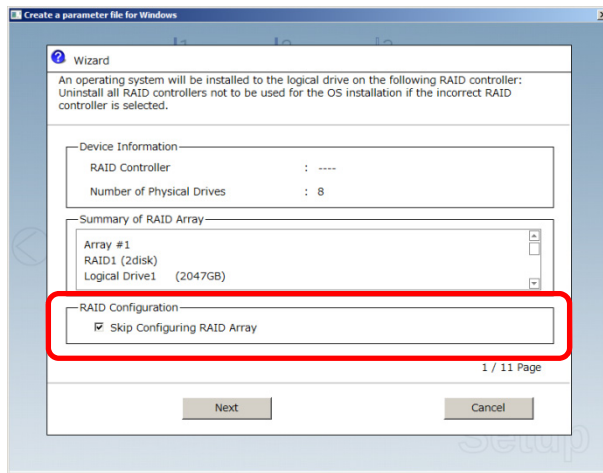 Create a parameter file for Windows
Wizard
An operating system will be installed to the logical drive on the following RAID controller:
Uninstall all RAID controllers not to be used for the OS installation if the incorrect RAID
controller is selected.
Device Information
RAID Controller : ----
Number of Physical Drives : 8
Summary of RAID Array
Array #1
RAID1 (2disk)
Logical Drive1 (2047GB)
RAID Configuration
Skip Configuring RAID Array
1 / 11 Page
Next Cancel
Setup